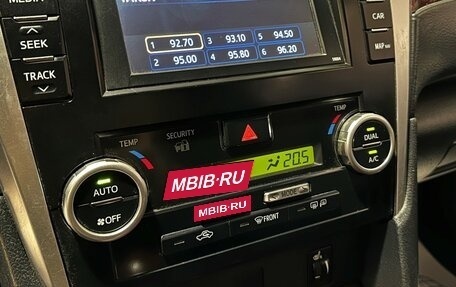 SEEK
TRACK
1 92.70 3 93.10 5 94.50
2 95.00 4 95.80 6 96.20
CAR
MAP
TEMP
SECURITY
TEMP
DUAL
A/C
AUTO
OFF
20.5
MODE
FRONT
MBIB·RU
MBIB·RU